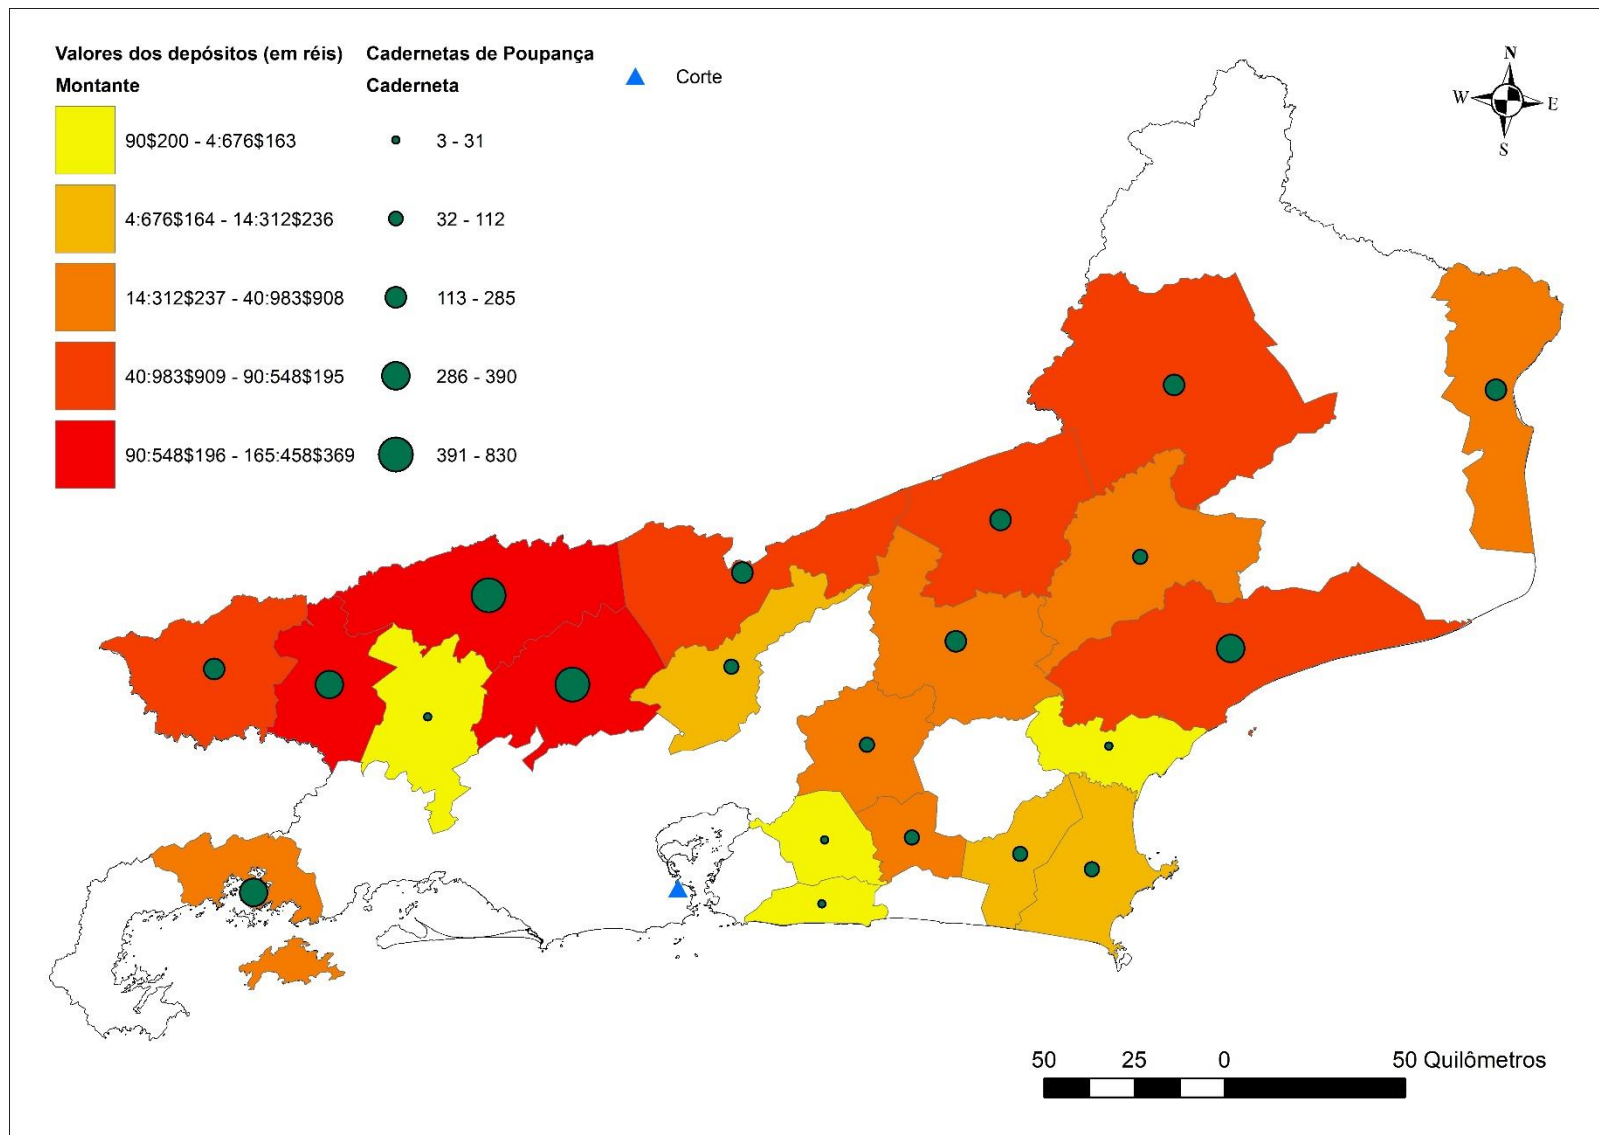 Valores dos depósitos (em réis) Cadernetas de Poupança
Montante Caderneta
Corte
90$200 - 4:676$163 3 - 31
4:676$164 - 14:312$236 32 - 112
14:312$237 - 40:983$908 113 - 285
40:983$909 - 90:548$195 286 - 390
90:548$196 - 165:458$369 391 - 830
N
W E
S
50 25 0 50 Quilômetros